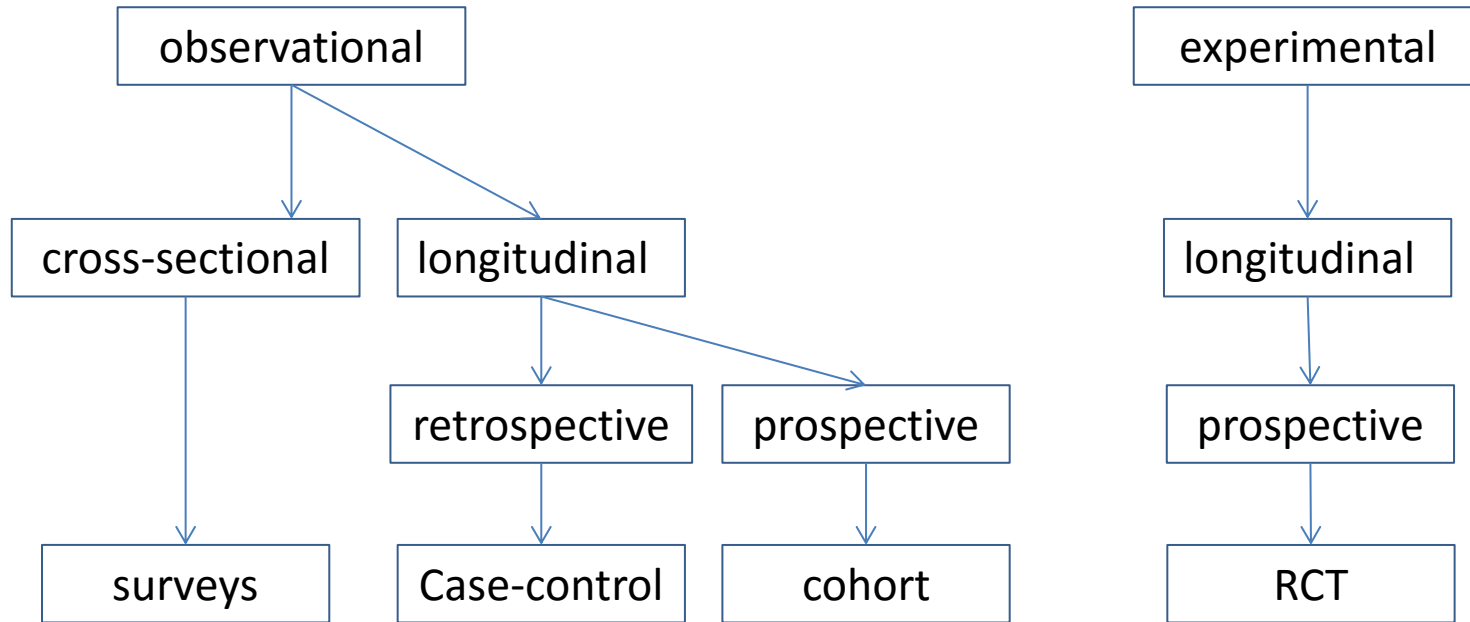 observational
experimental
cross-sectional
longitudinal
longitudinal
retrospective
prospective
prospective
surveys
Case-control
cohort
RCT